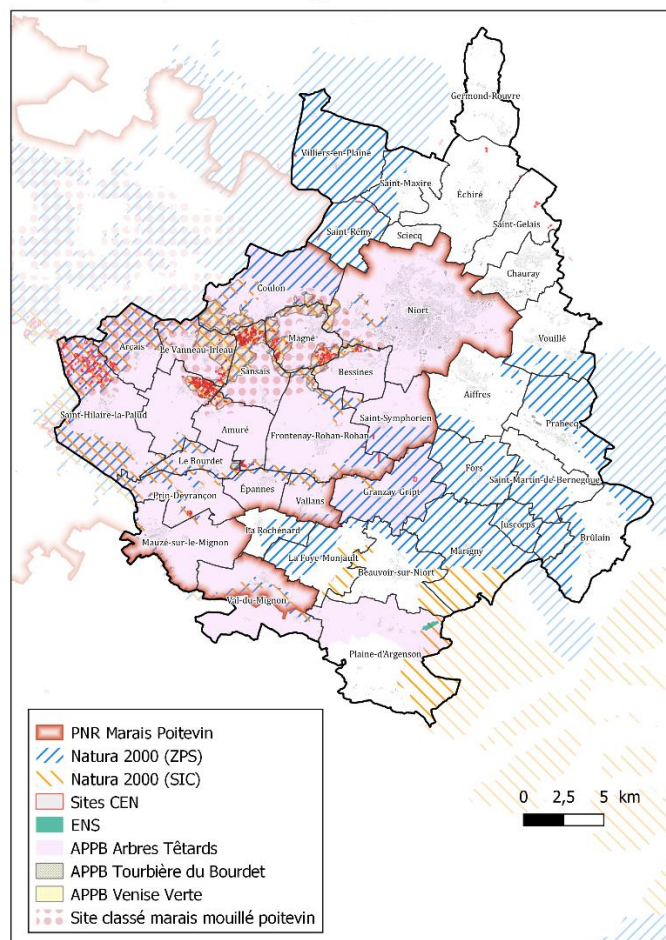 Germond-Rouvre
Villiers-en-Plaine
Saint-Maxire
Échiré
Saint-Gelais
Saint-Rémy
Sciecq
Chauray
Coulon
Niort
Vouillé
Magné
Arçais
Le Vanneau-Irleau
Sansais
Bessines
Aiffres
Saint-Hilaire-la-Palud
Saint-Symphorien
Prahecq
Amuré
Frontenay-Rohan-Rohan
Le Bourdet
Fors
Saint-Martin-de-Bernegoue
Prin-Deyrançon
Épannes
Vallans
Granzay-Gript
La Rochénard
Juscorps
Brûlain
Mauzé-sur-le-Mignon
La Foye-Monjault
Marigny
Beauvoir-sur-Niort
Val-du-Mignon
Plaine-d'Argenson
PNR Marais Poitevin
Natura 2000 (ZPS)
Natura 2000 (SIC)
Sites CEN
ENS
APPB Arbres Têtards
APPB Tourbière du Bourdet
APPB Venise Verte
Site classé marais mouillé poitevin
0 2,5 5 km